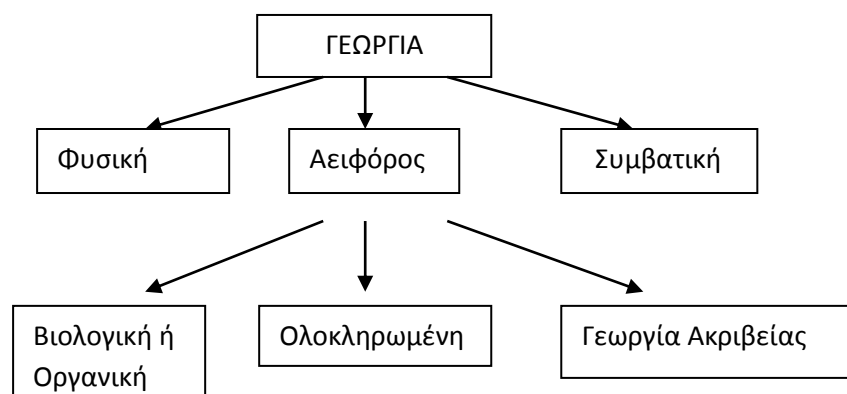 ΓΕΩΡΓΙΑ
Φυσική
Αειφόρος
Συμβατική
Βιολογική ή
Οργανική
Ολοκληρωμένη
Γεωργία Ακριβείας